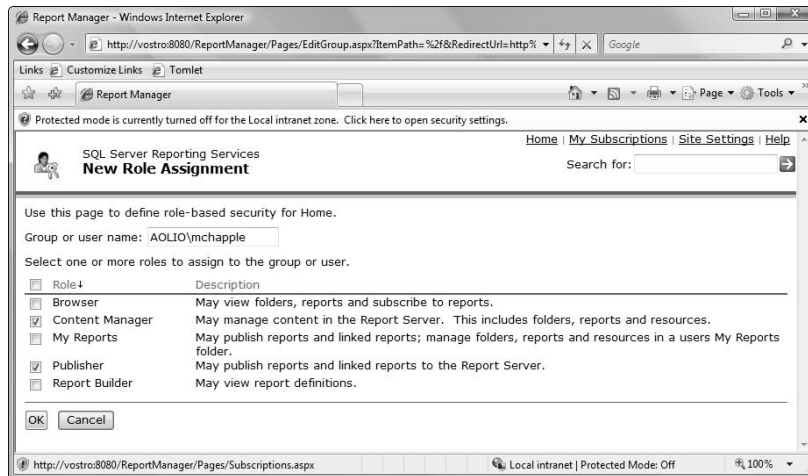 Report Manager - Windows Internet Explorer
http://vostro:8080/ReportManager/Pages/EditGroup.aspx?ItemPath=%2f&RedirectUrl=http%
Google
Links Customize Links Tomlet
Report Manager
Page Tools
Protected mode is currently turned off for the Local intranet zone. Click here to open security settings.
Home | My Subscriptions | Site Settings | Help
SQL Server Reporting Services
New Role Assignment
Search for:
Use this page to define role-based security for Home.
Group or user name: AOLIO\mchapple
Select one or more roles to assign to the group or user.
Role↓ Description
Browser May view folders, reports and subscribe to reports.
Content Manager May manage content in the Report Server. This includes folders, reports and resources.
My Reports May publish reports and linked reports; manage folders, reports and resources in a users My Reports
folder.
Publisher May publish reports and linked reports to the Report Server.
Report Builder May view report definitions.
OK Cancel
http://vostro:8080/ReportManager/Pages/Subscriptions.aspx
Local intranet | Protected Mode: Off
100%